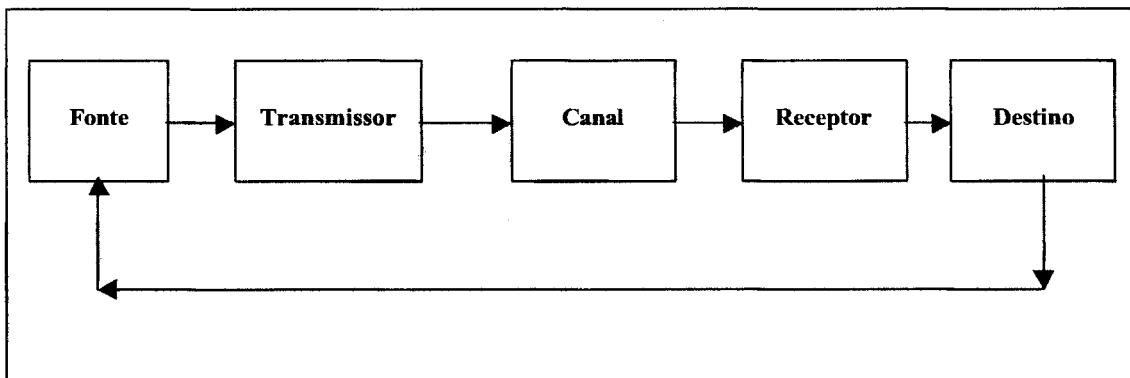 Fonte
Transmissor
Canal
Receptor
Destino